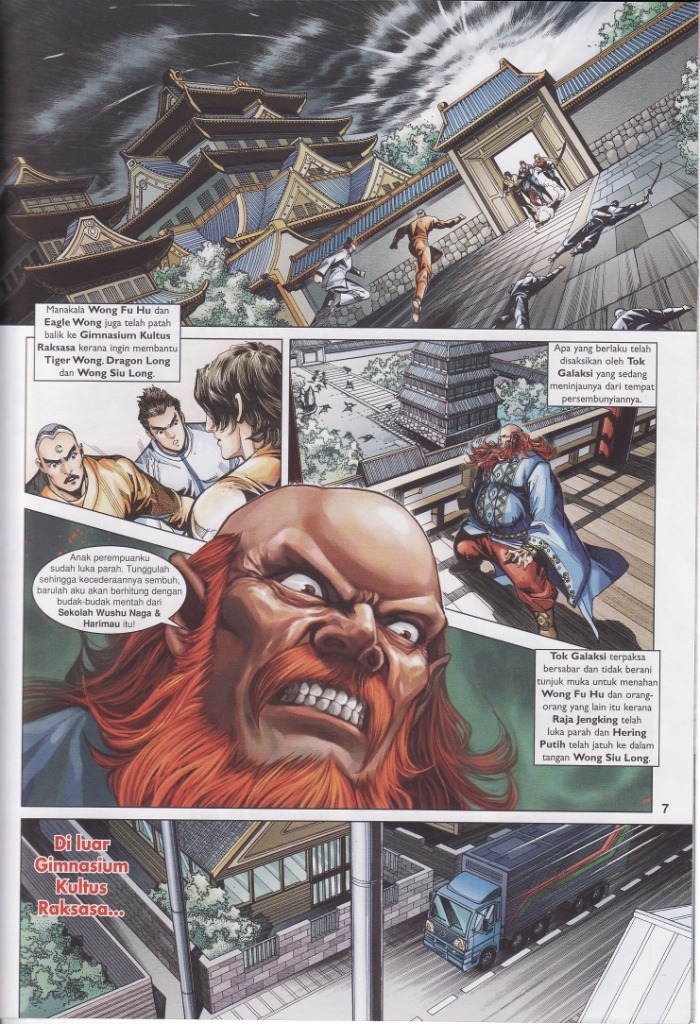 Manakala Wong Fu Hu dan
Eagle Wong juga telah patah
balik ke Gimnasium Kultus
Raksasa kerana ingin membantu
Tiger Wong, Dragon Long
dan Wong Siu Long.
Apa yang berlaku telah
disaksikan oleh Tok
Galaksi yang sedang
meninjaunya dari tempat
persembunyiannya.
Anak perempuanku
sudah luka parah. Tunggulah
sehingga kecederaannya sembuh,
barulah aku akan berhitung dengan
budak-budak mentah dari
Sekolah Wushu Naga &
Harimau itu!
Tok Galaksi terpaksa
bersabar dan tidak berani
tunjuk muka untuk menahan
Wong Fu Hu dan orang-
orang yang lain itu kerana
Raja Jengking telah
luka parah dan Hering
Putih telah jatuh ke dalam
tangan Wong Siu Long.
7
Di luar
Gimnasium
Kultus
Raksasa...